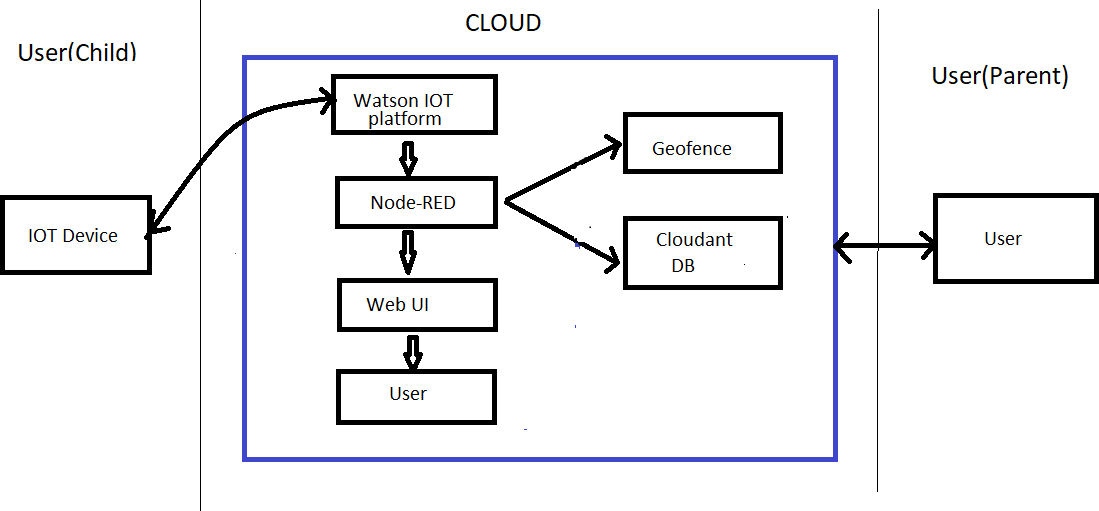 CLOUD
User(Child)
User(Parent)
Watson IOT
platform
Geofence
Node-RED
IOT Device
Cloudant
DB
User
Web UI
User